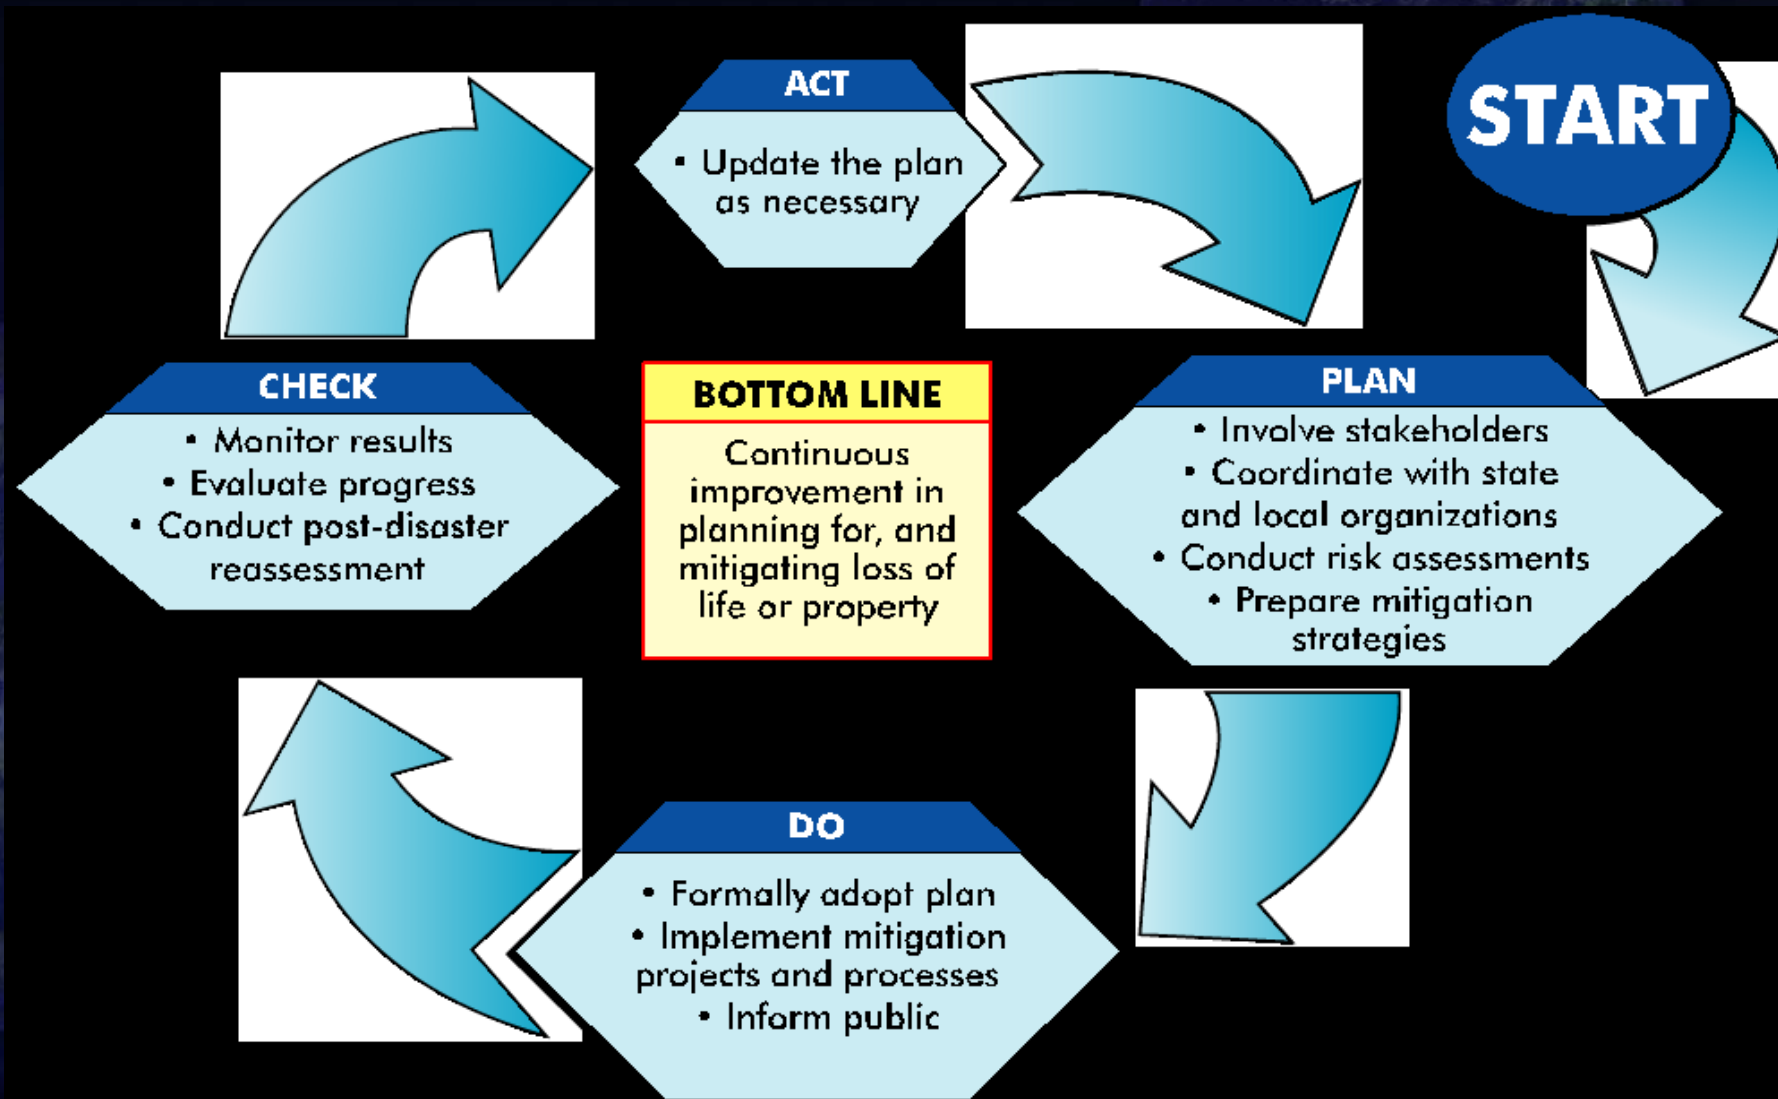 START
ACT
• Update the plan
as necessary
PLAN
• Involve stakeholders
• Coordinate with state
and local organizations
• Conduct risk assessments
• Prepare mitigation
strategies
DO
• Formally adopt plan
• Implement mitigation
projects and processes
• Inform public
CHECK
• Monitor results
• Evaluate progress
• Conduct post-disaster
reassessment
BOTTOM LINE
Continuous
improvement in
planning for, and
mitigating loss of
life or property